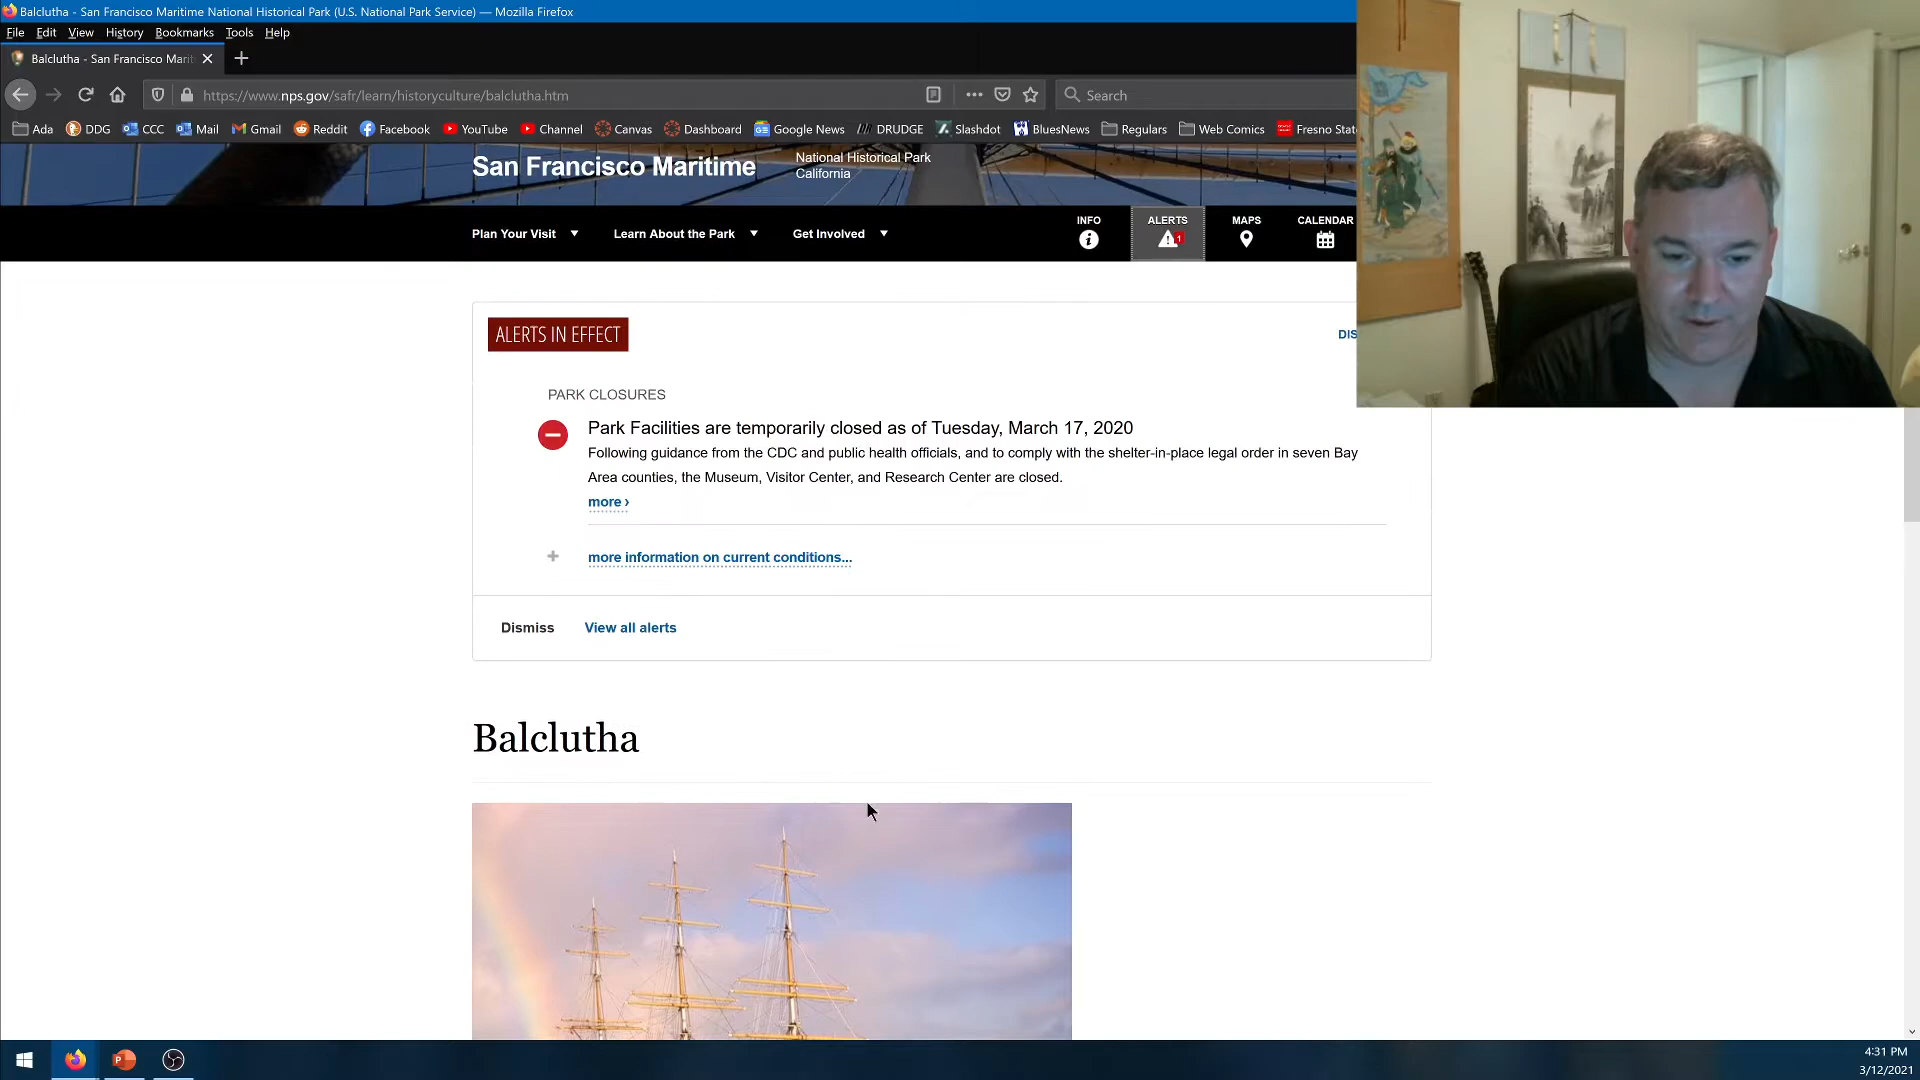 Balclutha - San Francisco Maritime National Historical Park (U.S. National Park Service) — Mozilla Firefox
File Edit View History Bookmarks Tools Help
Balclutha - San Francisco Marit
https://www.nps.gov/safr/learn/historyculture/balclutha.htm
Search
Ada DDG CCC Mail Gmail Reddit Facebook YouTube Channel Canvas Dashboard Google News DRUDGE Slashdot BluesNews Regulars Web Comics Fresno Stat
San Francisco Maritime
National Historical Park
California
Plan Your Visit Learn About the Park Get Involved INFO ALERTS MAPS CALENDAR
1
ALERTS IN EFFECT
DIS
PARK CLOSURES
Park Facilities are temporarily closed as of Tuesday, March 17, 2020
Following guidance from the CDC and public health officials, and to comply with the shelter-in-place legal order in seven Bay
Area counties, the Museum, Visitor Center, and Research Center are closed.
more ›
more information on current conditions...
Dismiss View all alerts
Balclutha
4:31 PM
3/12/2021